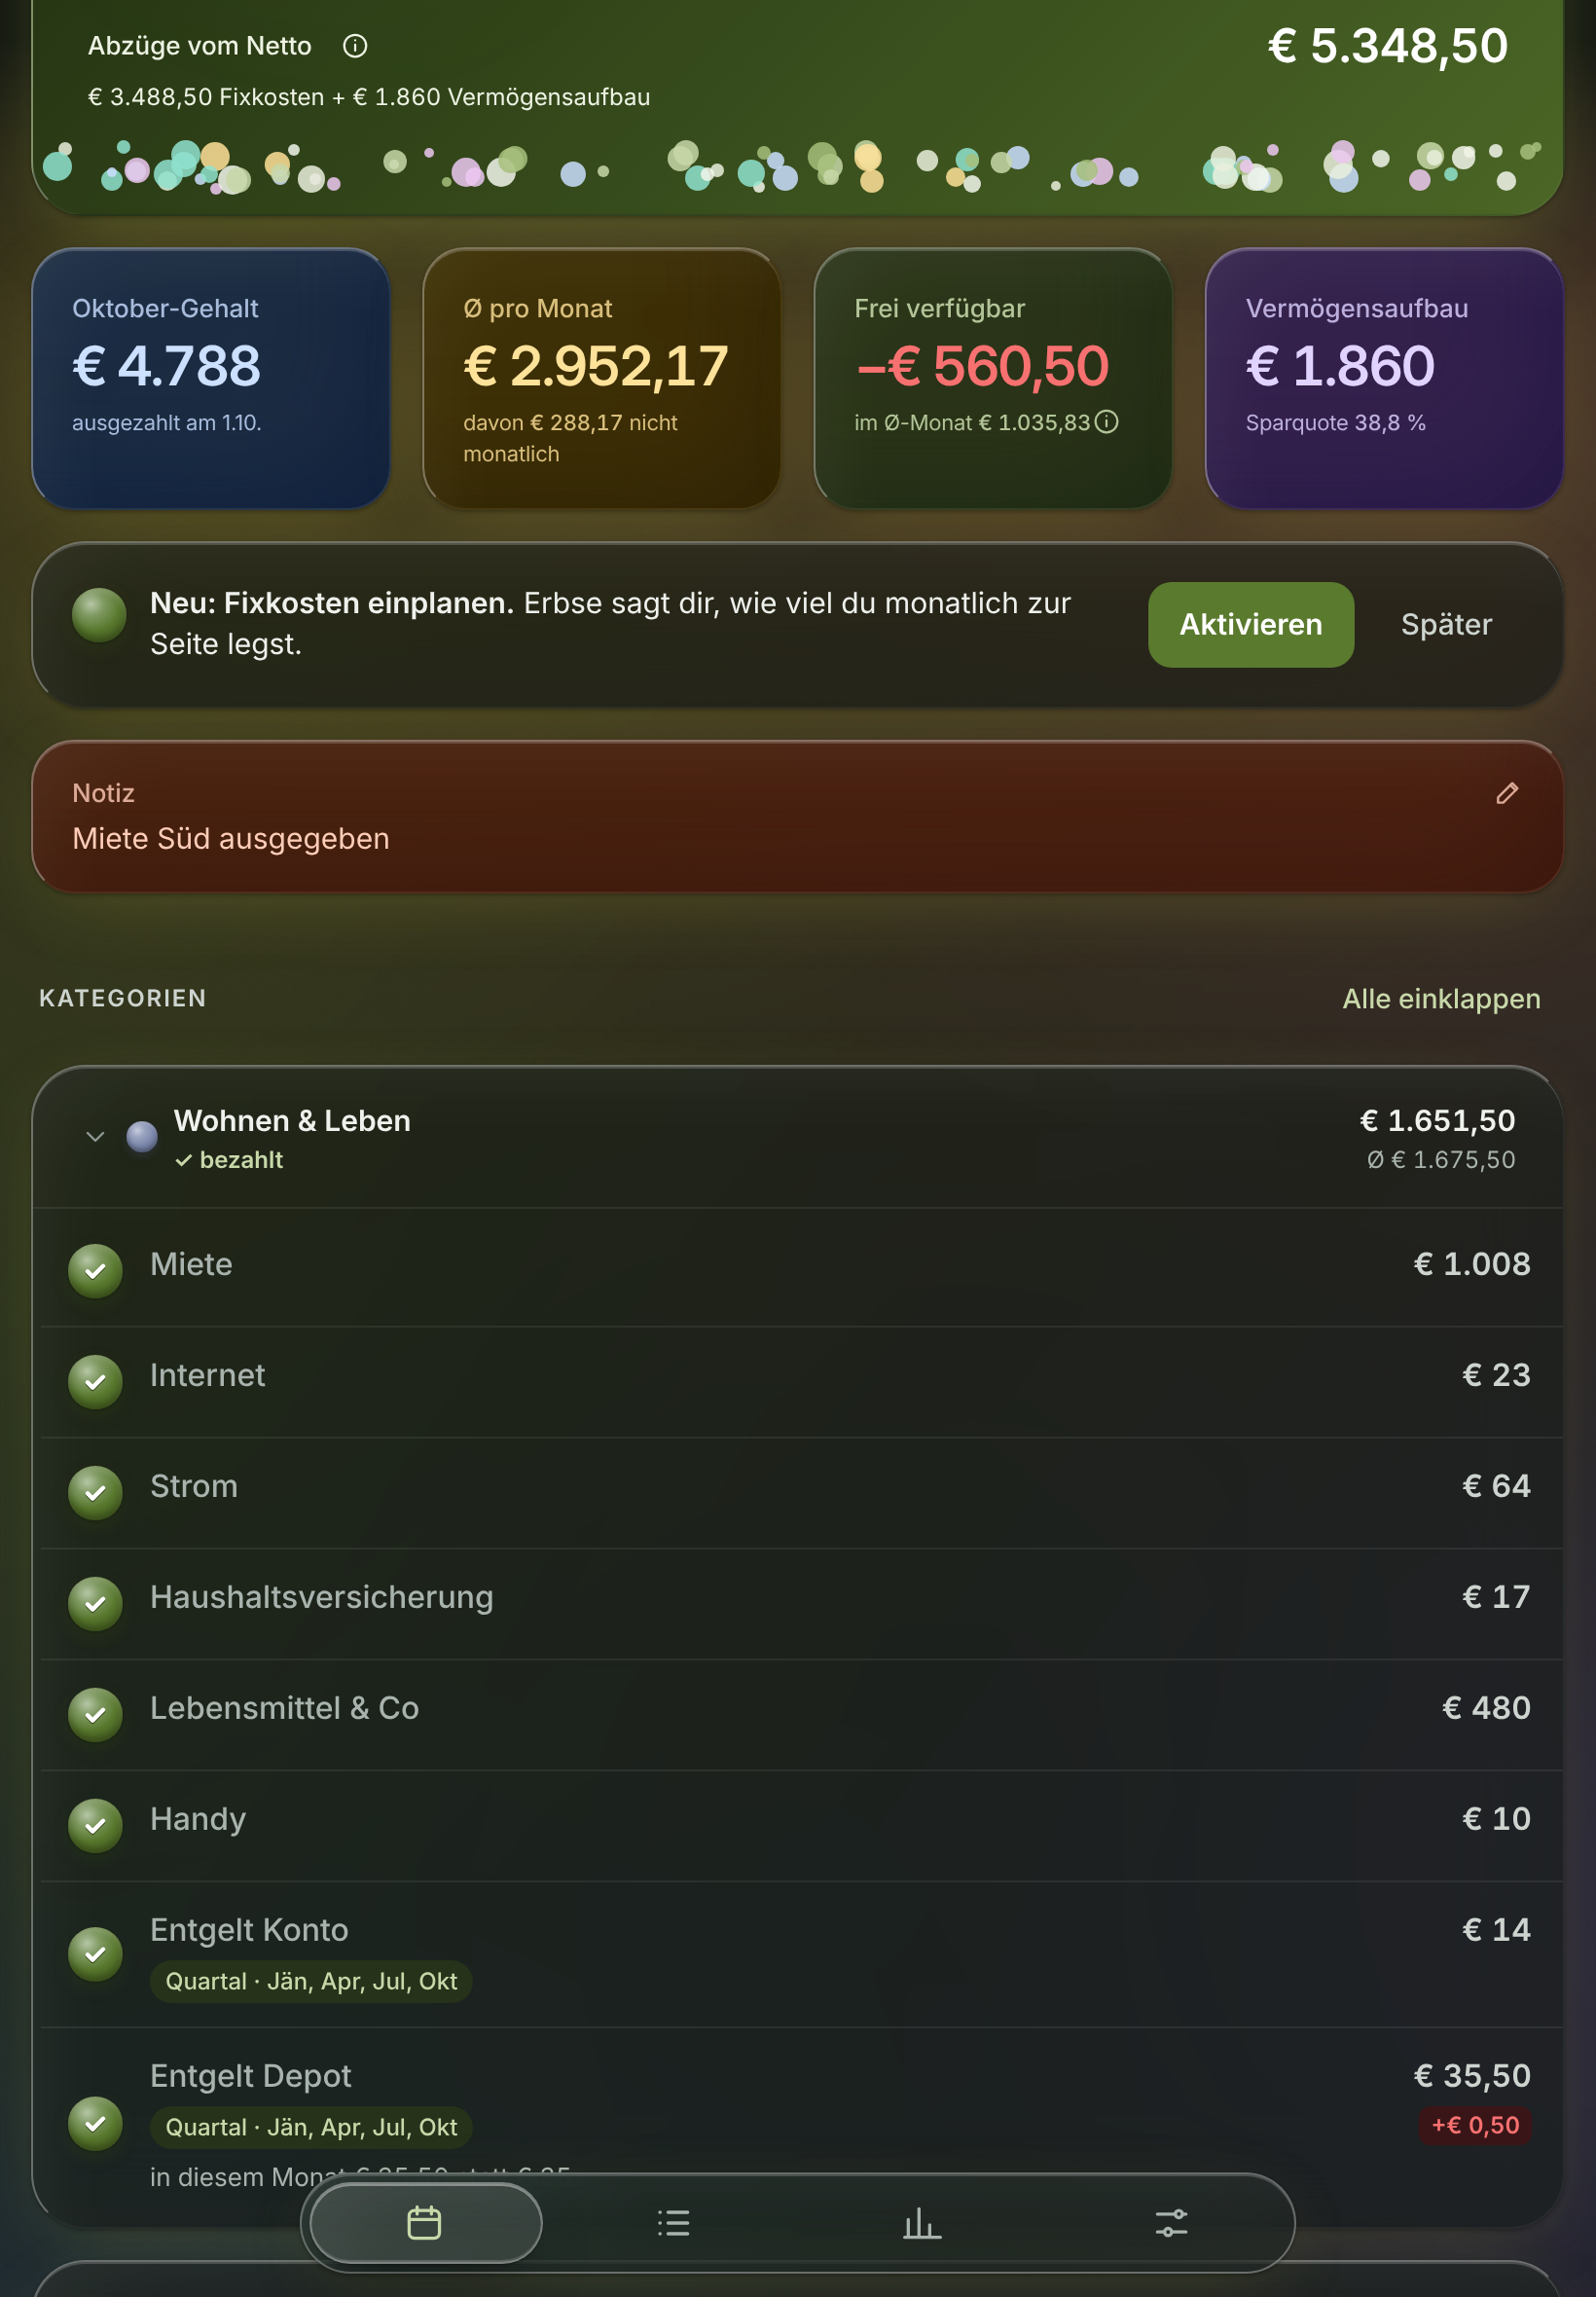 Abzüge vom Netto
€ 5.348,50
€ 3.488,50 Fixkosten + € 1.860 Vermögensaufbau
Oktober-Gehalt
€ 4.788
ausgezahlt am 1.10.
Ø pro Monat
€ 2.952,17
davon € 288,17 nicht
monatlich
Frei verfügbar
–€ 560,50
im Ø-Monat € 1.035,83
Vermögensaufbau
€ 1.860
Sparquote 38,8 %
Neu: Fixkosten einplanen. Erbse sagt dir, wie viel du monatlich zur
Seite legst.
Aktivieren
Später
Notiz
Miete Süd ausgegeben
KATEGORIEN
Alle einklappen
Wohnen & Leben
€ 1.651,50
✓ bezahlt
Ø € 1.675,50
Miete
€ 1.008
Internet
€ 23
Strom
€ 64
Haushaltsversicherung
€ 17
Lebensmittel & Co
€ 480
Handy
€ 10
Entgelt Konto
€ 14
Quartal · Jän, Apr, Jul, Okt
Entgelt Depot
€ 35,50
Quartal · Jän, Apr, Jul, Okt
+€ 0,50
in diesem Monat € 35,50 statt € 35